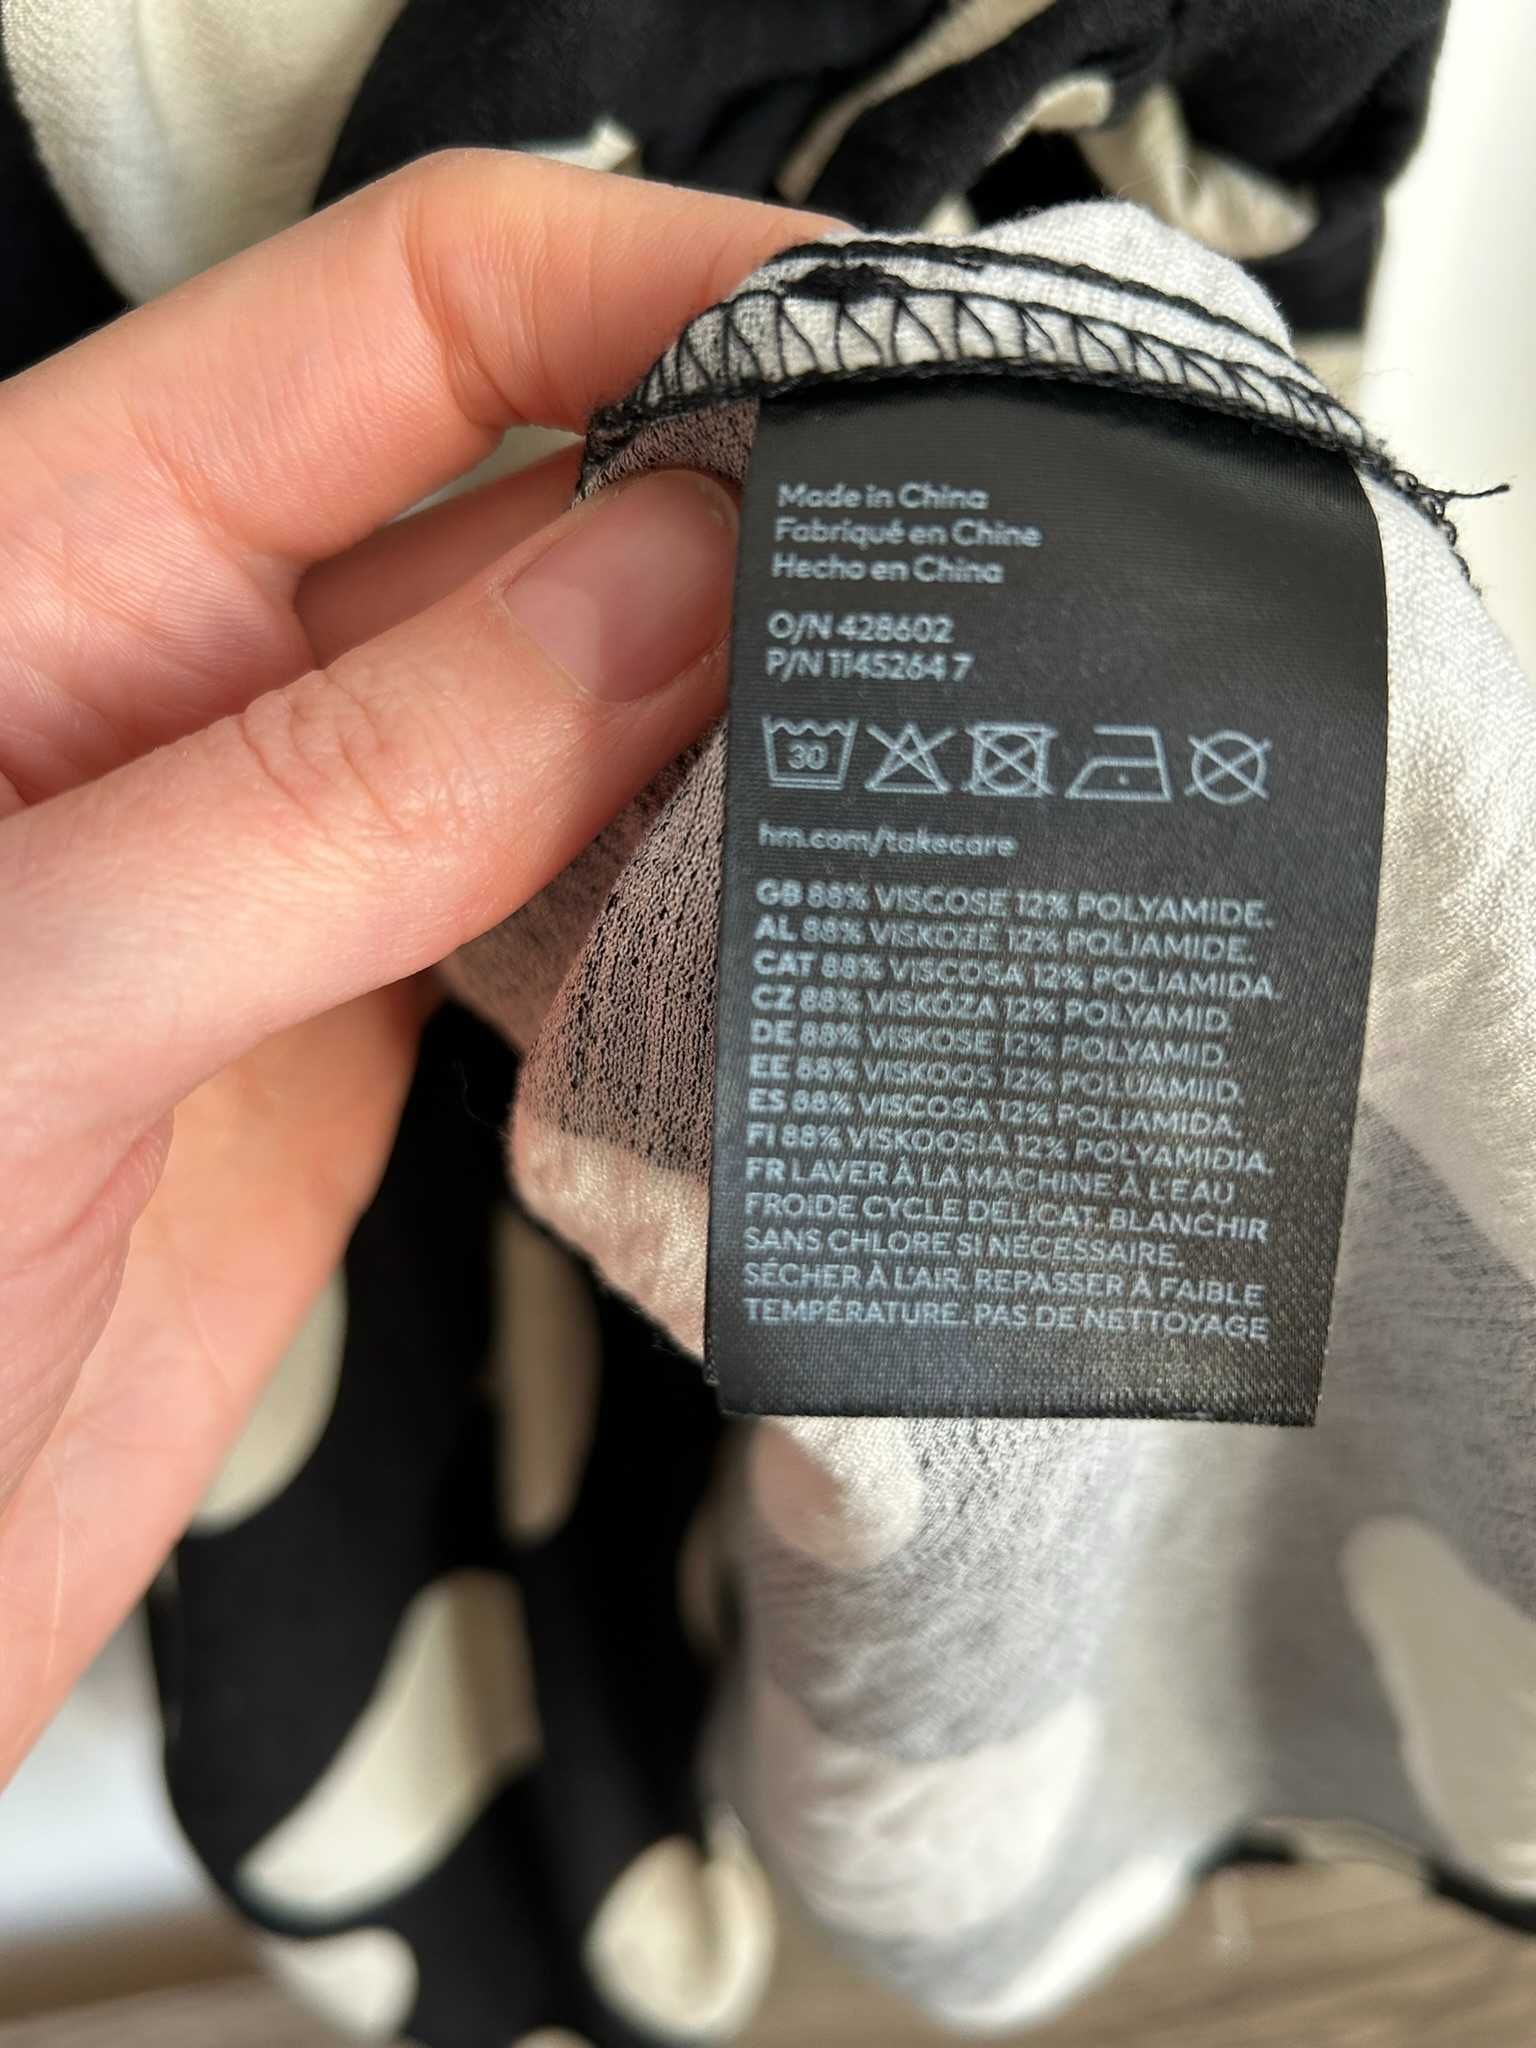 Made in China
Fabriqué en Chine
Hecho en China
O/N 428602
P/N 11452647
30
hm.com/takecare
GB 88% VISCOSE 12% POLYAMIDE.
AL 88% VISKOZË 12% POLIAMIDE.
CAT 88% VISCOSA 12% POLIAMIDA.
CZ 88% VISKÓZA 12% POLYAMID.
DE 88% VISKOSE 12% POLYAMID.
EE 88% VISKOOS 12% POLUAMIID.
ES 88% VISCOSA 12% POLIAMIDA.
FI 88% VISKOOSIA 12% POLYAMIDIA.
FR LAVER À LA MACHINE À L'EAU
FROIDE CYCLE DÉLICAT. BLANCHIR
SANS CHLORE SI NÉCESSAIRE.
SÉCHER À L'AIR. REPASSER À FAIBLE
TEMPÉRATURE. PAS DE NETTOYAGE